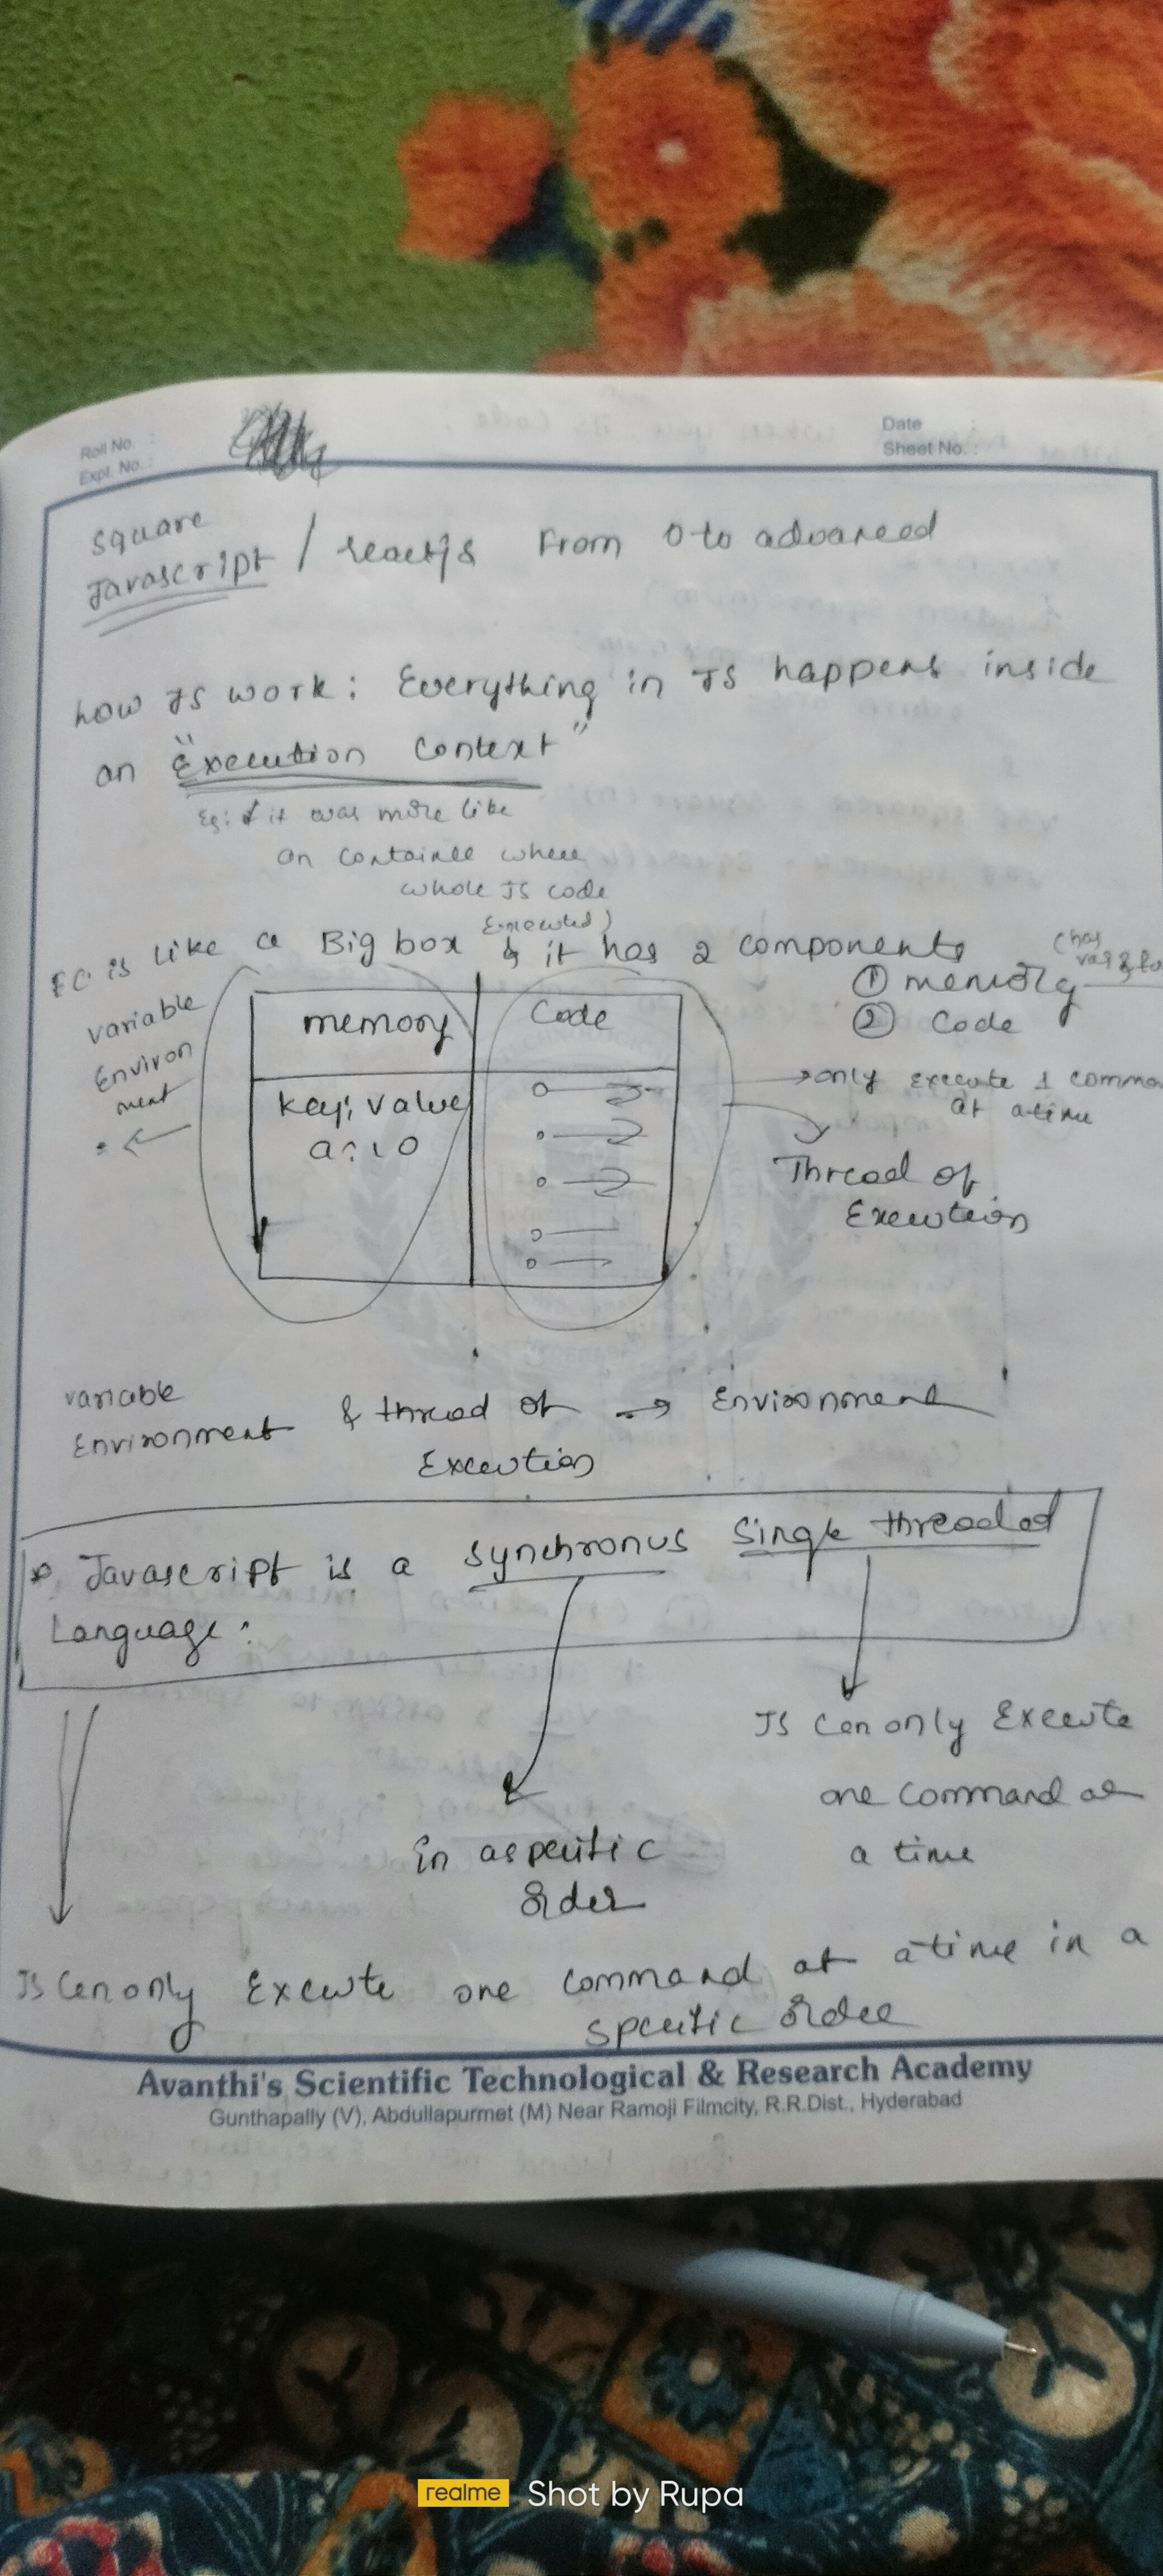 Roll No. :
Expt. No. :
Date
Sheet No. :
Square
Javascript / reactjs From 0 to advanced
how JS work: Everything in JS happens inside
an "Execution Context"
Eg: it was more like
an container where
whole JS code
Executed)
EC is like a Big box & it has 2 components
(has
var & fu
① memory
② Code
variable
Environ
ment
memory
Code
key: value
a: 10
only execute 1 comma
at a time
Thread of
Execution
variable
Environment & thread of → Environment
Execution
* Javascript is a synchronus Single threaded
Language:
JS Can only Execute
one command at
a time
in a specific
order
JS Can only Execute one Command at a time in a
specific order
Avanthi's Scientific Technological & Research Academy
Gunthapally (V), Abdullapurmet (M) Near Ramoji Filmcity, R.R.Dist., Hyderabad
realme Shot by Rupa